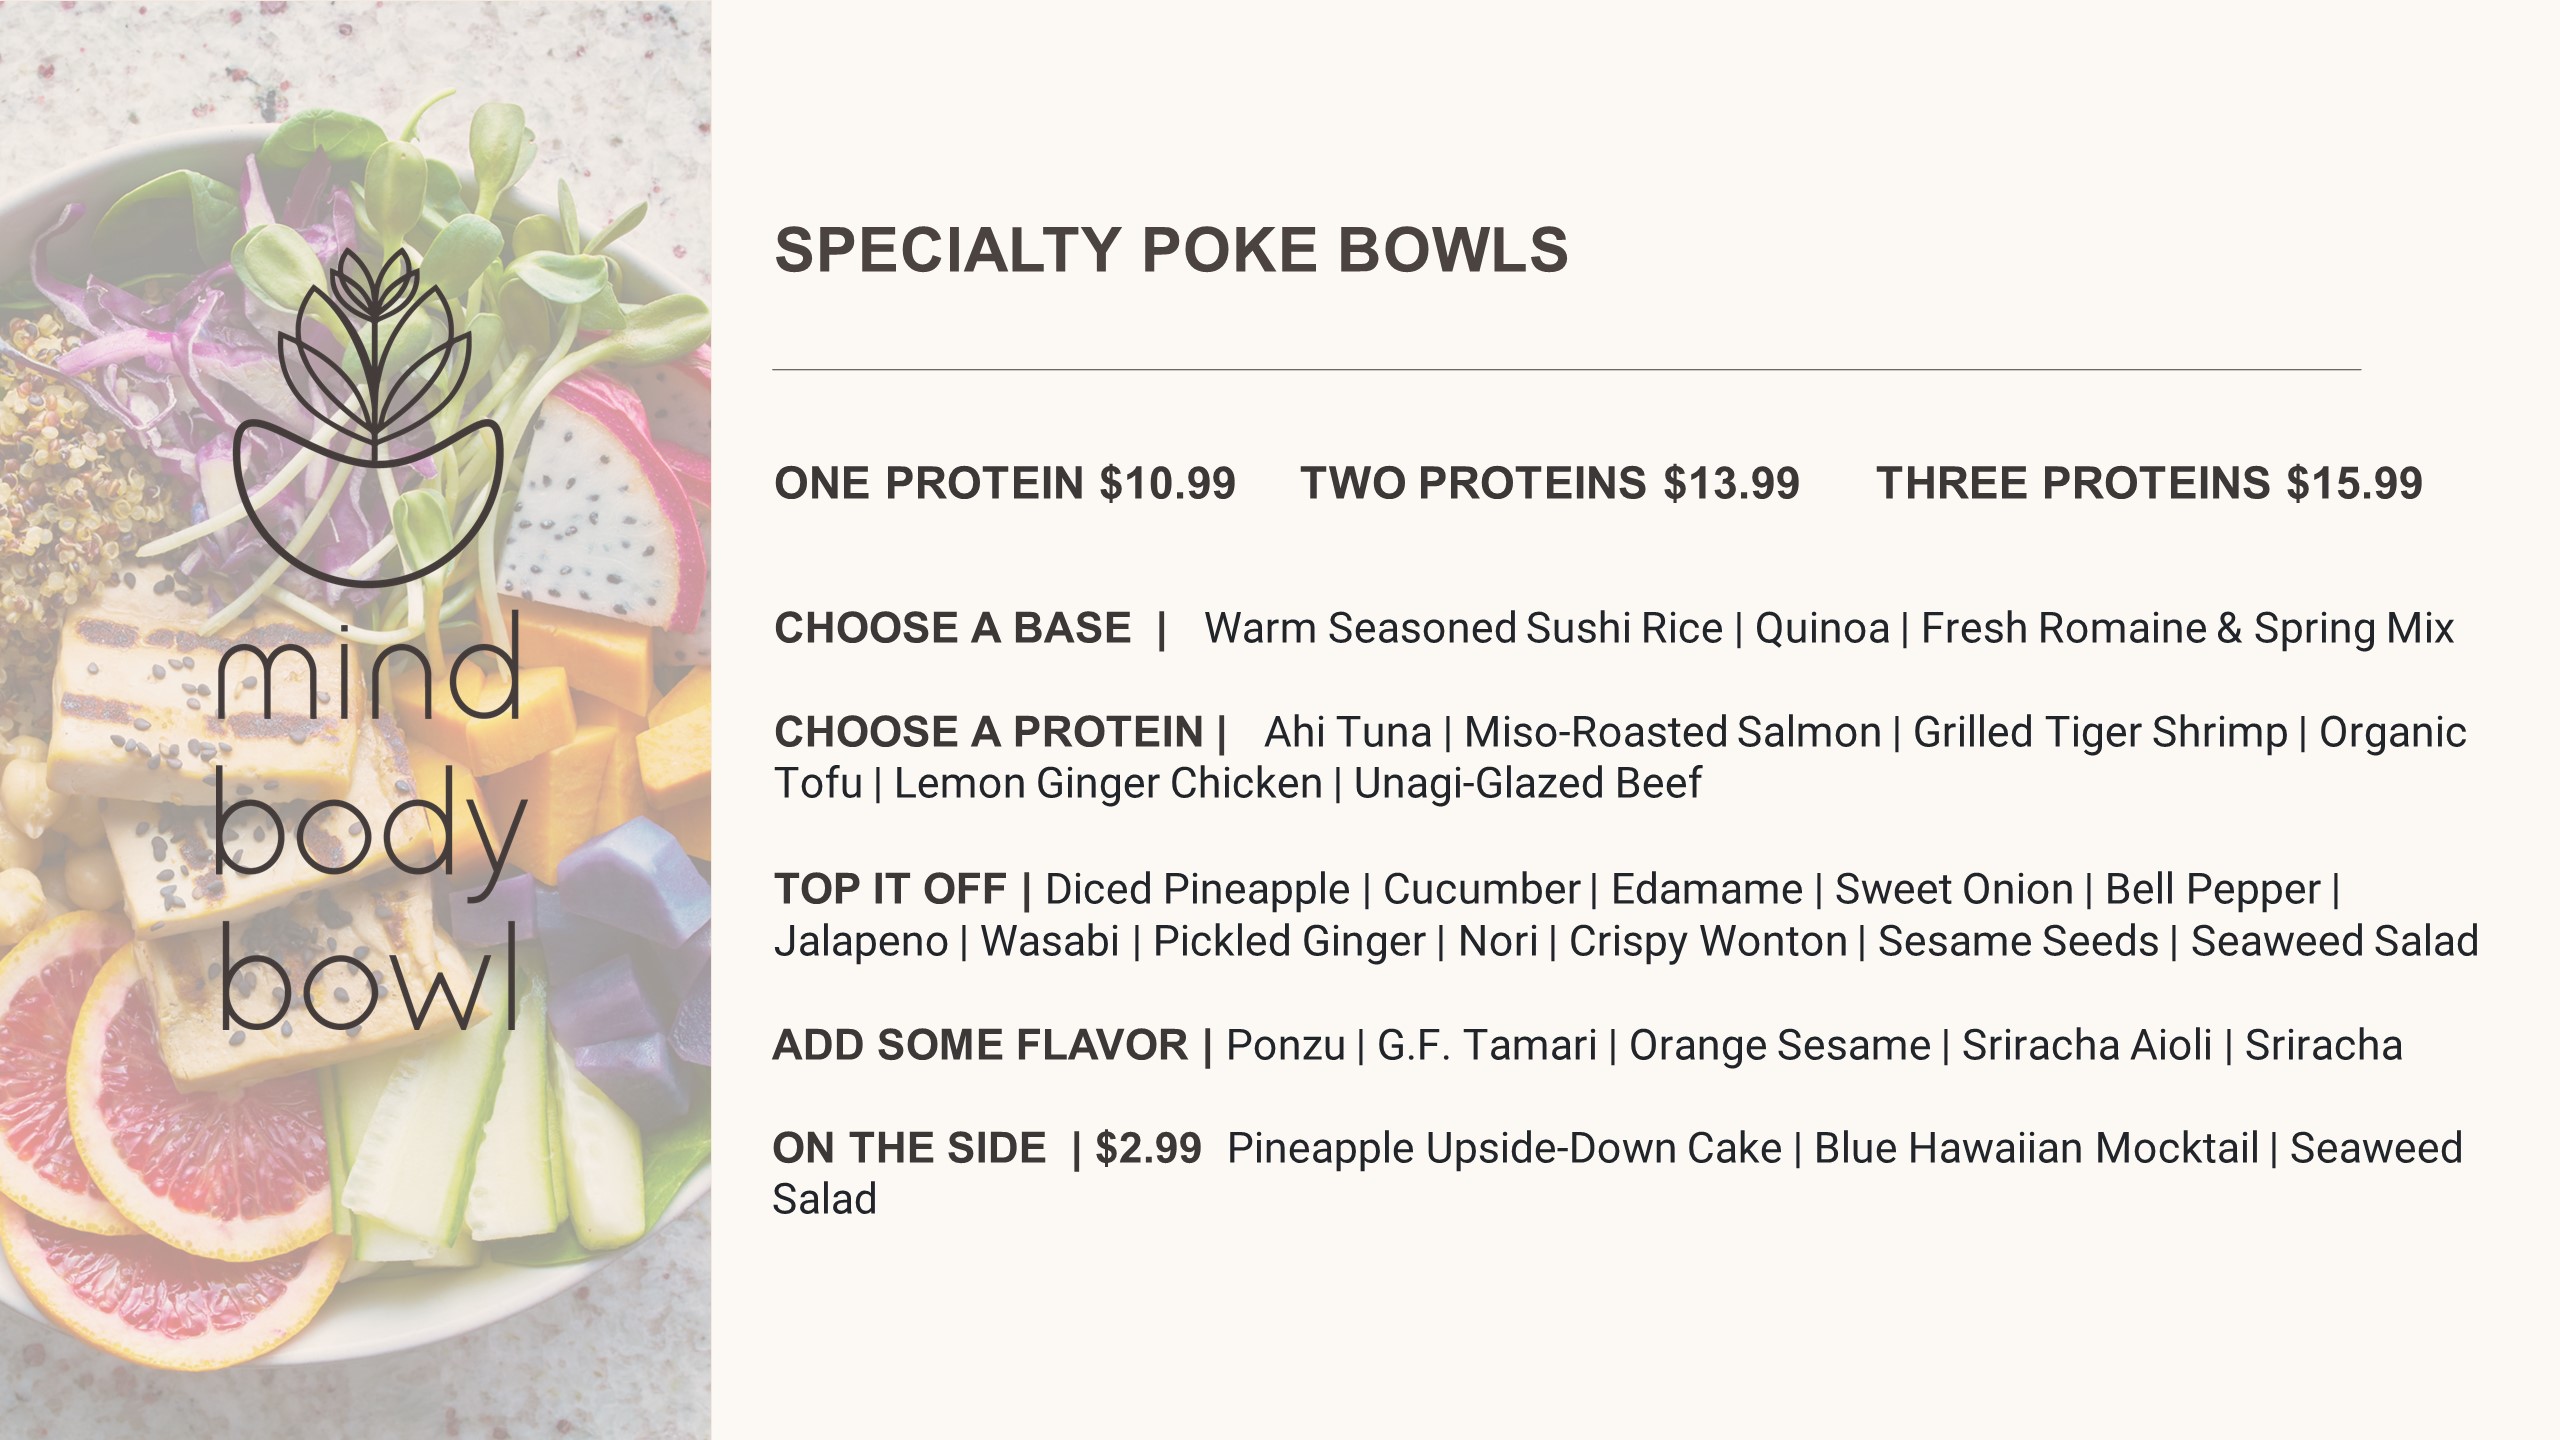 mind
body
bowl
SPECIALTY POKE BOWLS
ONE PROTEIN $10.99 TWO PROTEINS $13.99 THREE PROTEINS $15.99
CHOOSE A BASE | Warm Seasoned Sushi Rice | Quinoa | Fresh Romaine & Spring Mix
CHOOSE A PROTEIN | Ahi Tuna | Miso-Roasted Salmon | Grilled Tiger Shrimp | Organic
Tofu | Lemon Ginger Chicken | Unagi-Glazed Beef
TOP IT OFF | Diced Pineapple | Cucumber | Edamame | Sweet Onion | Bell Pepper |
Jalapeno | Wasabi | Pickled Ginger | Nori | Crispy Wonton | Sesame Seeds | Seaweed Salad
ADD SOME FLAVOR | Ponzu | G.F. Tamari | Orange Sesame | Sriracha Aioli | Sriracha
ON THE SIDE | $2.99 Pineapple Upside-Down Cake | Blue Hawaiian Mocktail | Seaweed
Salad